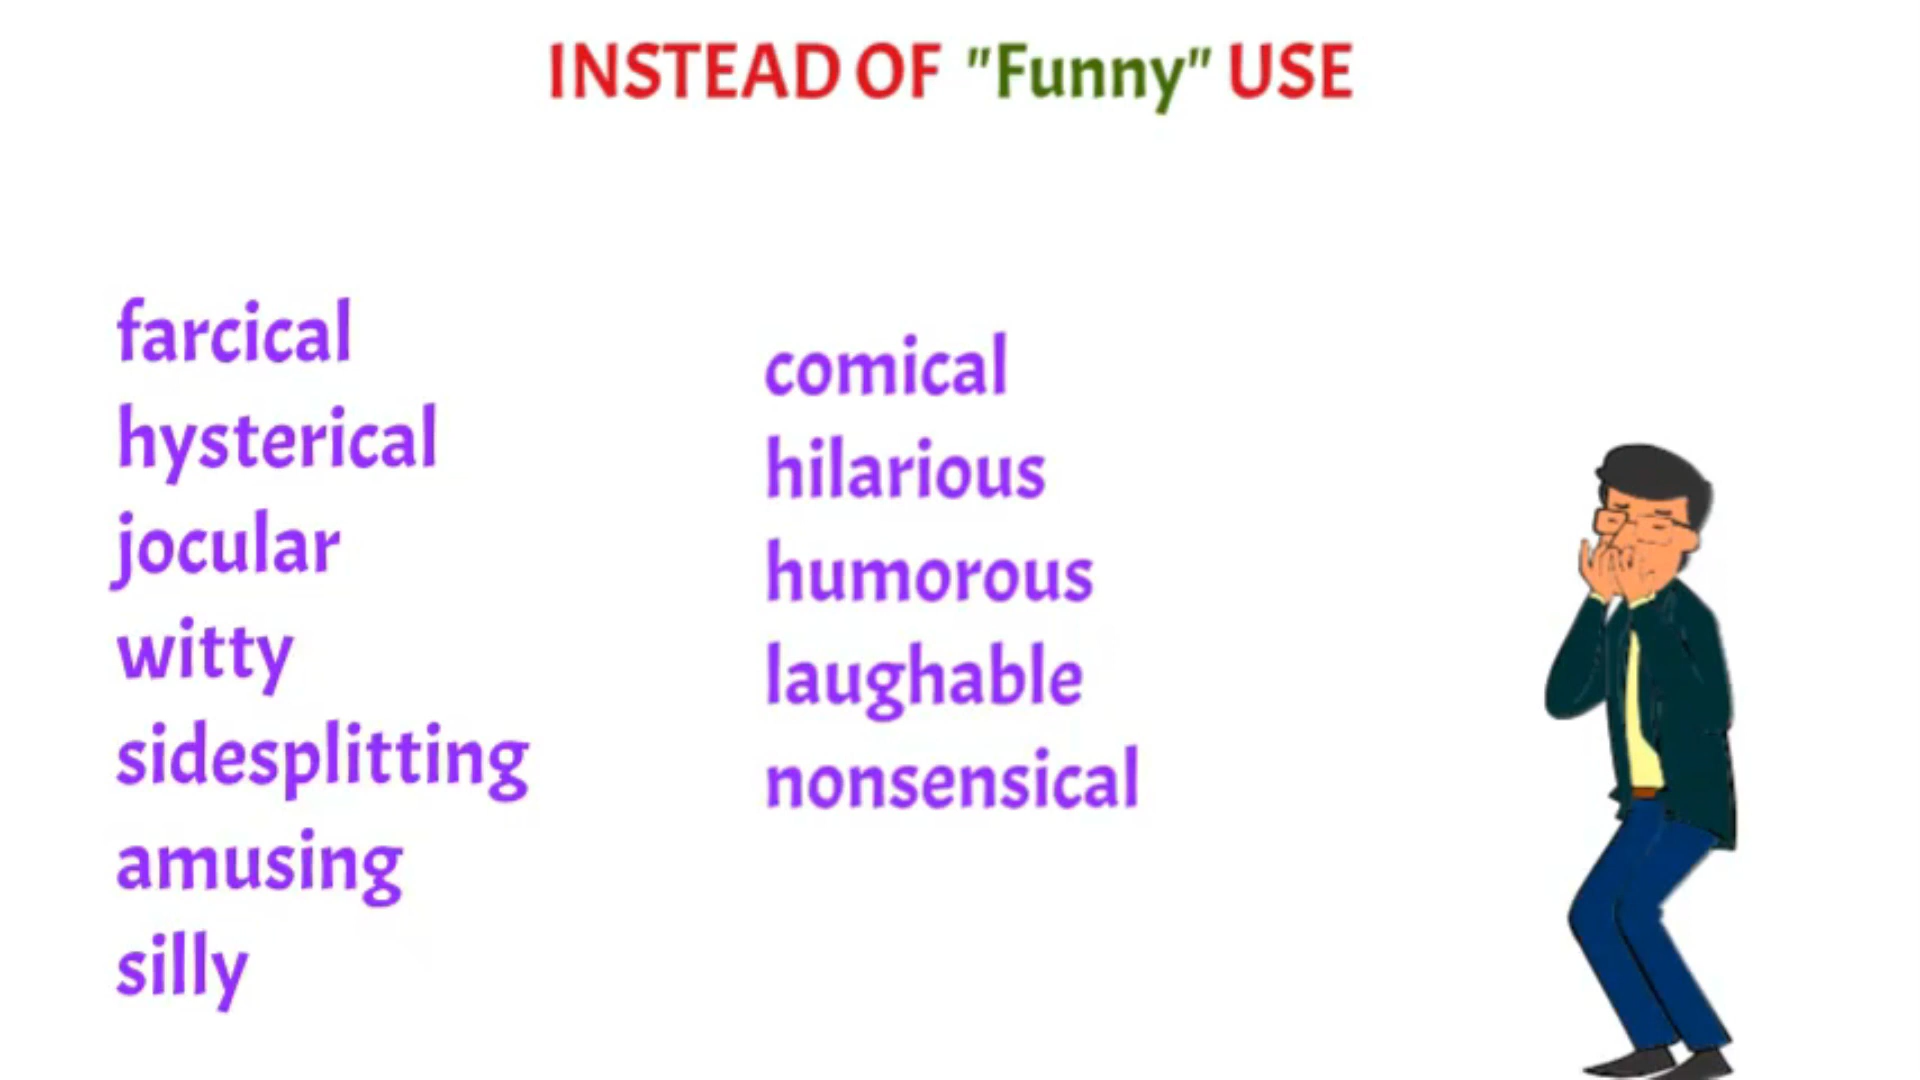 INSTEAD OF "Funny" USE
farcical
hysterical
jocular
witty
sidesplitting
amusing
silly
comical
hilarious
humorous
laughable
nonsensical